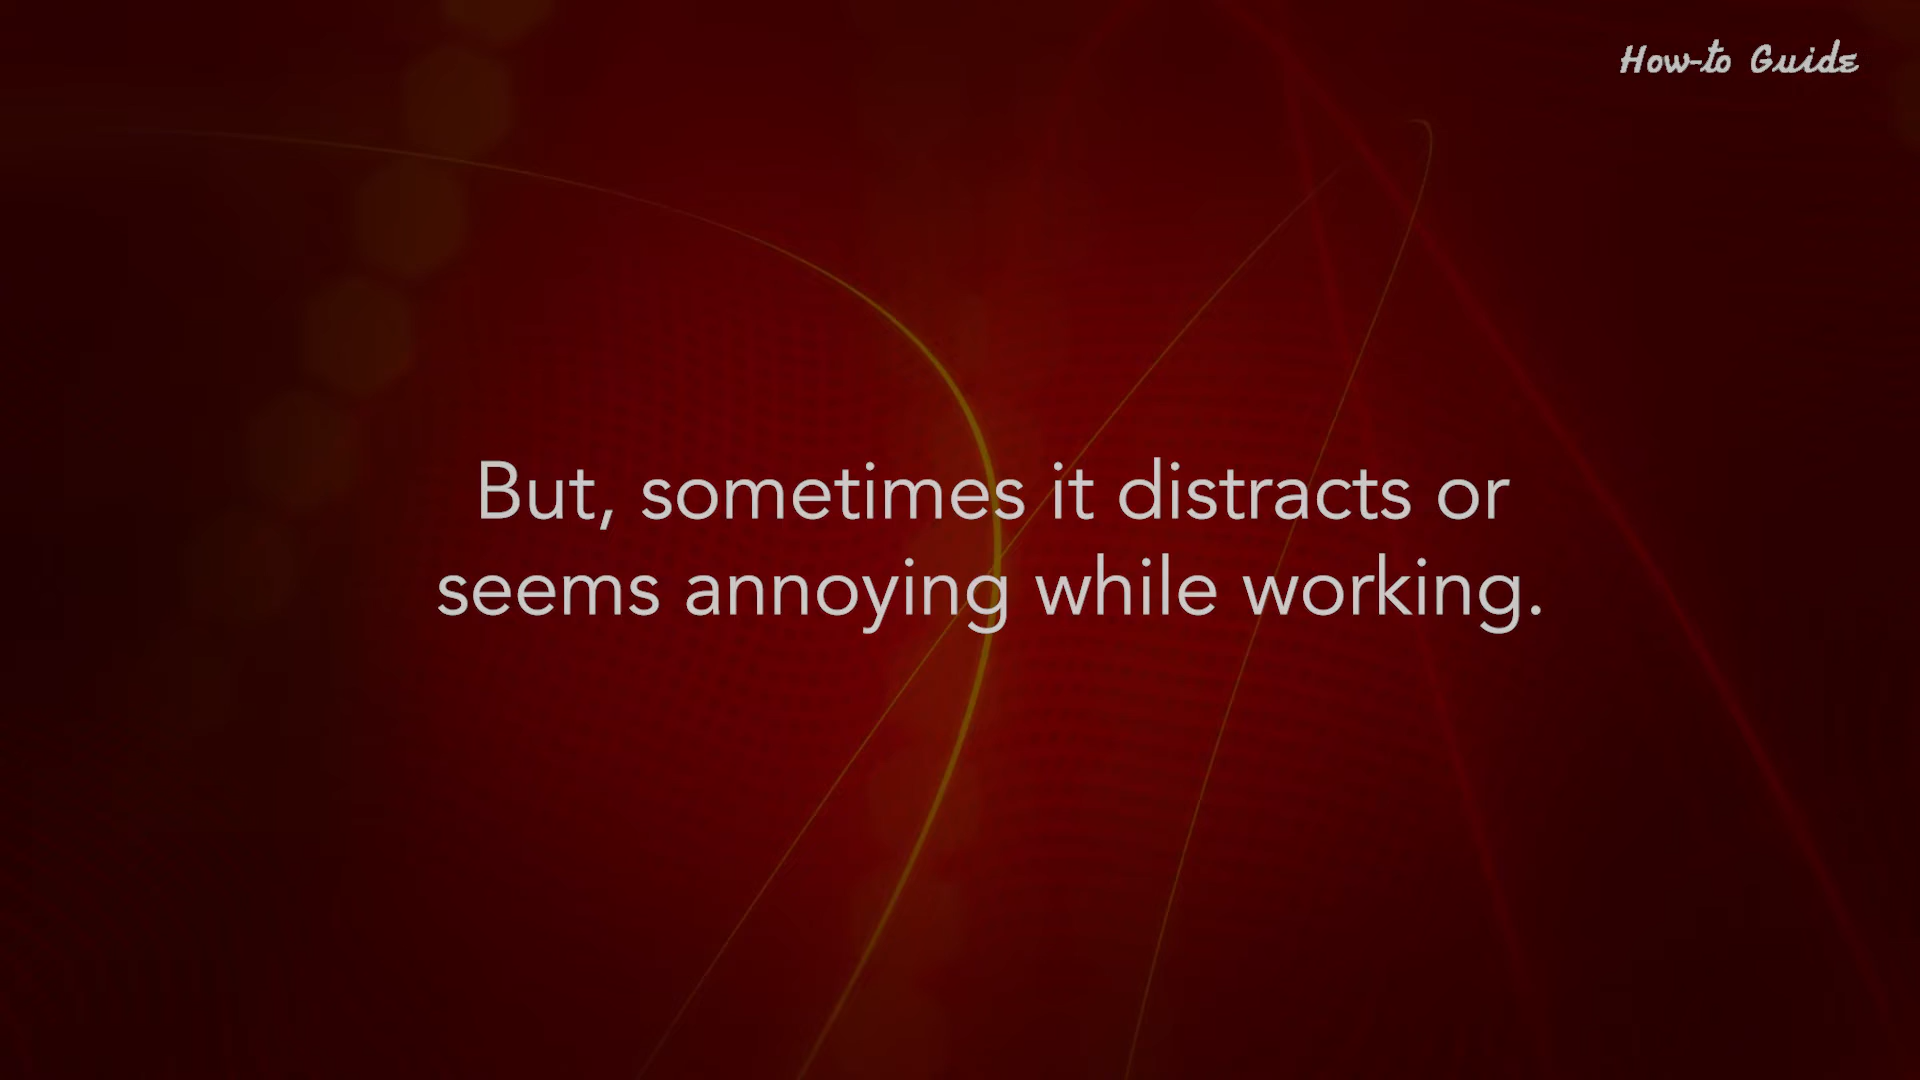 How-to Guide
But, sometimes it distracts or
seems annoying while working.